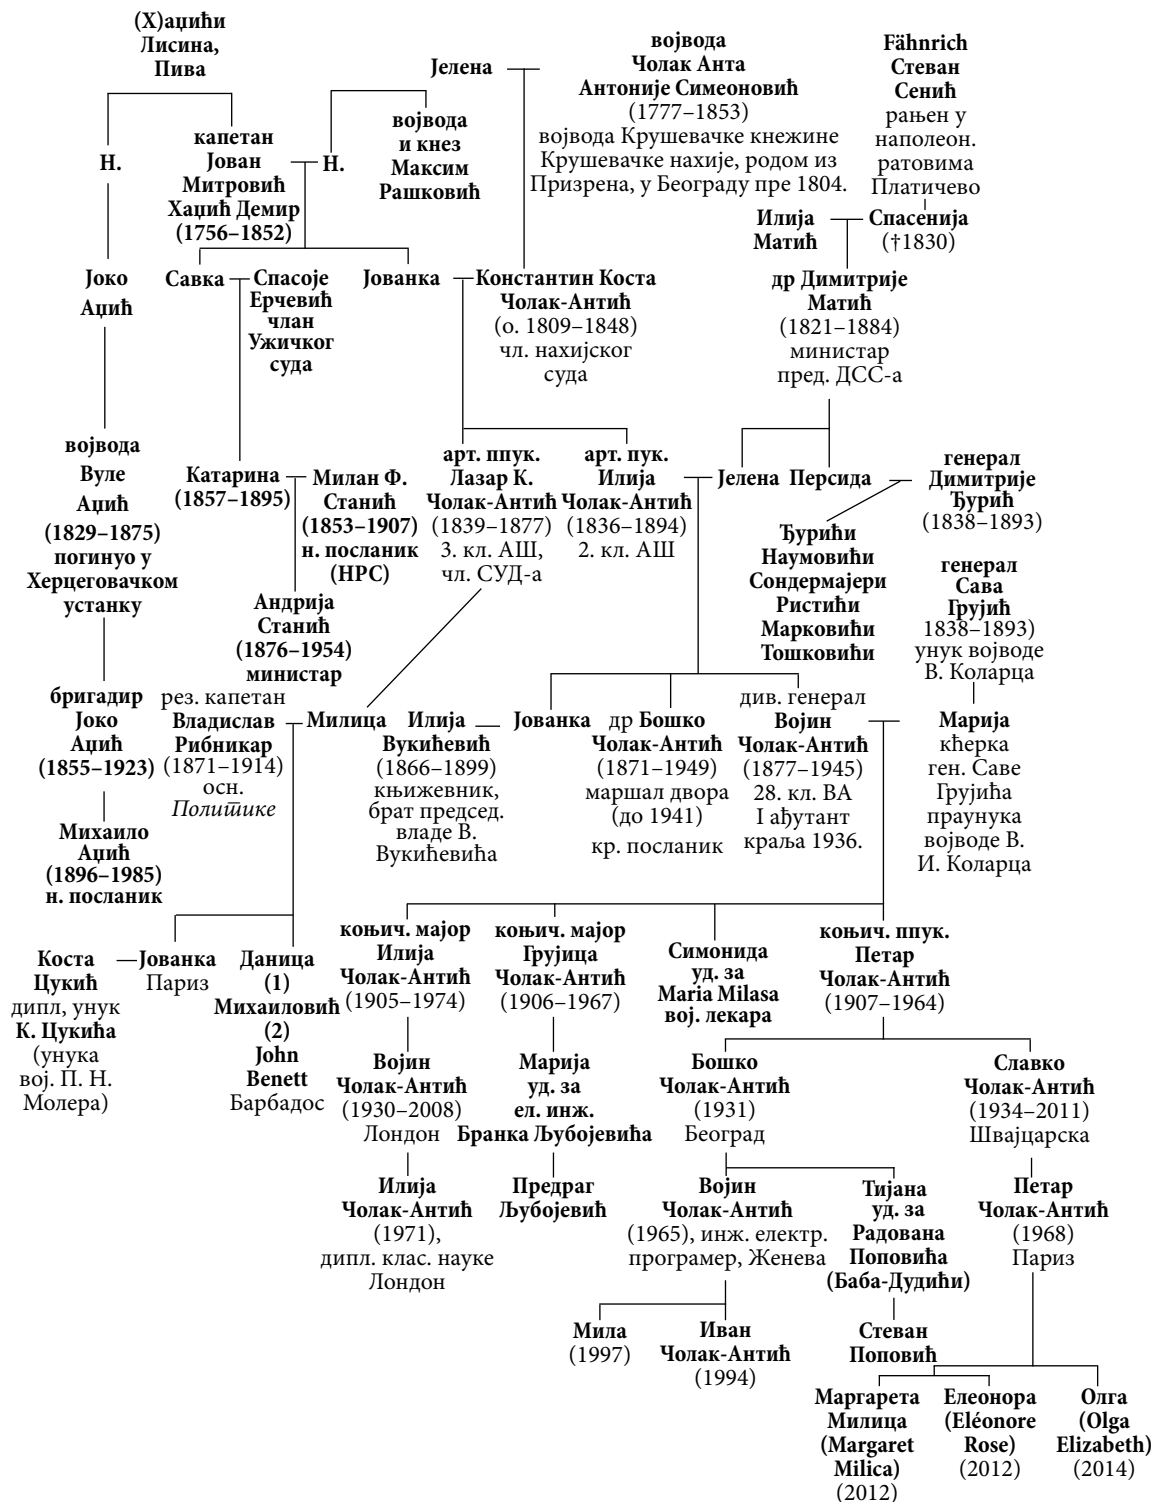 (Х)аџићи
Лисина,
Пива
Јелена
војвода
Чолак Анта
Антоније Симеоновић
(1777–1853)
војвода Крушевачке кнежине
Крушевачке нахије, родом из
Призрена, у Београду пре 1804.
Fähnrich
Стеван
Сенић
рањен у
наполеон.
ратовима
Платичево
Н.
капетан
Јован
Митровић
Хаџић Демир
(1756–1852)
Н.
војвода
и кнез
Максим
Рашковић
Илија
Матић
Спасенија
(†1830)
Јоко
Аџић
Савка
Спасоје
Ерчевић
члан
Ужичког
суда
Јованка
Константин Коста
Чолак-Антић
(о. 1809–1848)
чл. нахијског
суда
др Димитрије
Матић
(1821–1884)
министар
пред. ДСС-а
војвода
Вуле
Аџић
(1829–1875)
погинуо у
Херцеговачком
устанку
Катарина
(1857–1895)
Милан Ф.
Станић
(1853–1907)
н. посланик
(НРС)
арт. ппук.
Лазар К.
Чолак-Антић
(1839–1877)
3. кл. АШ,
чл. СУД-а
арт. пук.
Илија
Чолак-Антић
(1836–1894)
2. кл. АШ
Јелена
Персида
генерал
Димитрије
Ђурић
(1838–1893)
Ђурићи
Наумовићи
Сондермајери
Ристићи
Марковићи
Тошковићи
генерал
Сава
Грујић
1838–1893)
унук војводе
В. Коларца
Андрија
Станић
(1876–1954)
министар
бригадир
Јоко
Аџић
(1855–1923)
рез. капетан
Владислав
Рибникар
(1871–1914)
осн.
Политике
Милица
Илија
Вукићевић
(1866–1899)
књижевник,
брат председ.
владе В.
Вукићевића
Јованка
др Бошко
Чолак-Антић
(1871–1949)
маршал двора
(до 1941)
кр. посланик
див. генерал
Војин
Чолак-Антић
(1877–1945)
28. кл. ВА
I ађутант
краља 1936.
Марија
кћерка
ген. Саве
Грујића
праунука
војводе В.
И. Коларца
Михаило
Аџић
(1896–1985)
н. посланик
Коста
Цукић
дипл, унук
К. Цукића
(унука
вој. П. Н.
Молера)
Јованка
Париз
Даница
(1)
Михаиловић
(2)
John
Benett
Барбадос
коњич. мајор
Илија
Чолак-Антић
(1905–1974)
коњич. мајор
Грујица
Чолак-Антић
(1906–1967)
Симонида
уд. за
Maria Milasa
вој. лекара
коњич. ппук.
Петар
Чолак-Антић
(1907–1964)
Војин
Чолак-Антић
(1930–2008)
Лондон
Марија
уд. за
ел. инж.
Бранка Љубојевића
Бошко
Чолак-Антић
(1931)
Београд
Славко
Чолак-Антић
(1934–2011)
Швајцарска
Илија
Чолак-Антић
(1971),
дипл. клас. науке
Лондон
Предраг
Љубојевић
Војин
Чолак-Антић
(1965), инж. електр.
програмер, Женева
Тијана
уд. за
Радована
Поповића
(Баба-Дудићи)
Петар
Чолак-Антић
(1968)
Париз
Мила
(1997)
Иван
Чолак-Антић
(1994)
Стеван
Поповић
Маргарета
Милица
(Margaret
Milica)
(2012)
Елеонора
(Eléonore
Rose)
(2012)
Олга
(Olga
Elizabeth)
(2014)